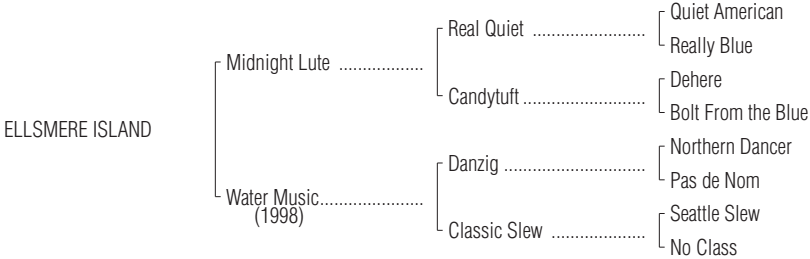 Quiet American
Real Quiet ........................
Really Blue
Midnight Lute ..................
Dehere
Candytuft ..........................
Bolt From the Blue
ELLSMERE ISLAND
Northern Dancer
Danzig ..............................
Pas de Nom
Water Music......................
(1998)
Seattle Slew
Classic Slew ....................
No Class